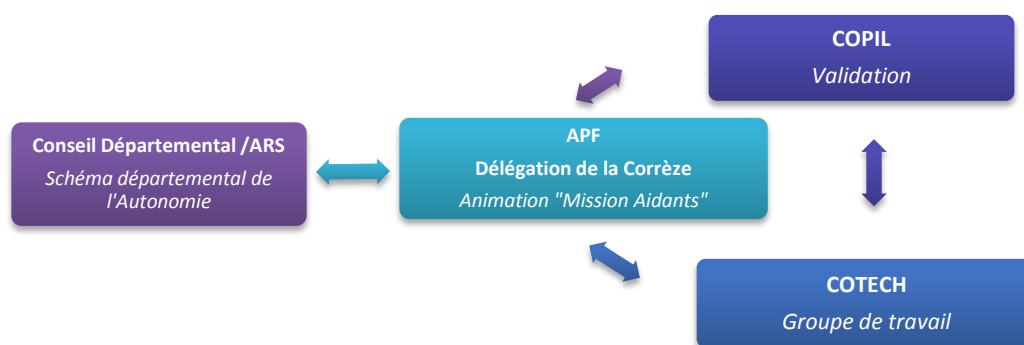 COPIL
Validation
Conseil Départemental /ARS
Schéma départemental de
l'Autonomie
APF
Délégation de la Corrèze
Animation "Mission Aidants"
COTECH
Groupe de travail